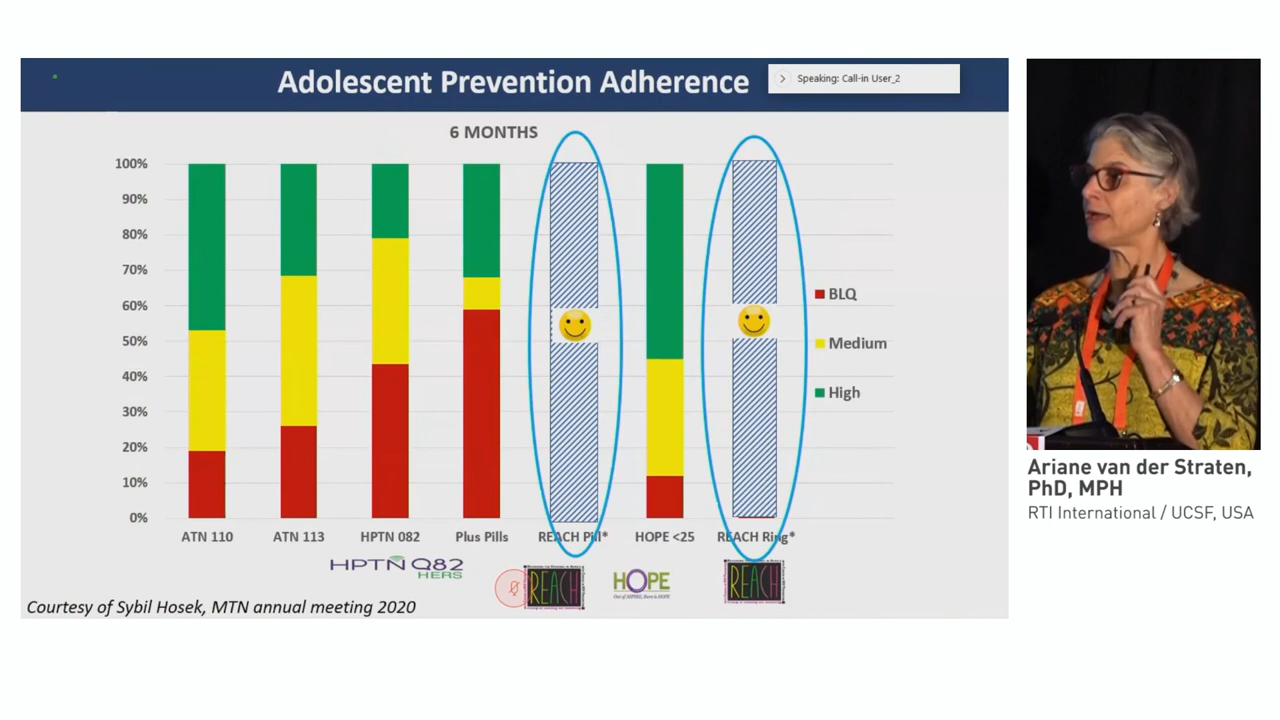 Adolescent Prevention Adherence
Speaking: Call-in User_2
6 MONTHS
100%
90%
80%
70%
60%
50%
40%
30%
20%
10%
0%
BLQ
Medium
High
ATN 110
ATN 113
HPTN 082
Plus Pills
REACH Pill*
HOPE <25
REACH Ring*
HPTN 082
HERS
REACH
HOPE
REACH
Courtesy of Sybil Hosek, MTN annual meeting 2020
Ariane van der Straten,
PhD, MPH
RTI International / UCSF, USA